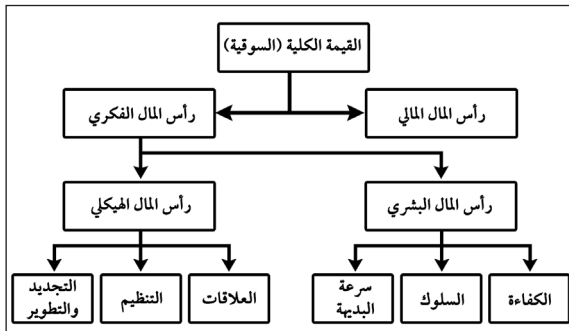 القيمة الكلية (السوقية)
رأس المال المالي
رأس المال الفكري
رأس المال البشري
رأس المال الهيكلي
الكفاءة
السلوك
سرعة
البديهة
العلاقات
التنظيم
التجديد
والتطوير